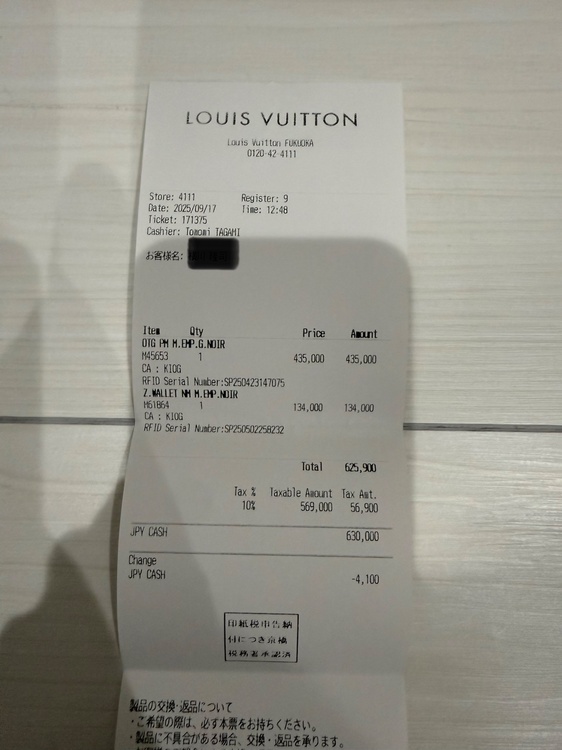 LOUIS VUITTON
Louis Vuitton FUKUOKA
0120-42-4111
Store: 4111 Register: 9
Date: 2025/09/17 Time: 12:48
Ticket: 171375
Cashier: Tomomi TAGAMI
お客様名:
Item Qty Price Amount
OTG PM M.EMP.G.NOIR
M45653 1 435,000 435,000
CA : KIOG
RFID Serial Number:SP250423147075
Z.WALLET NM M.EMP.NOIR
M61864 1 134,000 134,000
CA : KIOG
RFID Serial Number:SP250502258232
Total 625,900
Tax % Taxable Amount Tax Amt.
10% 569,000 56,900
JPY CASH 630,000
Change
JPY CASH -4,100
印紙税申告納
付につき京橋
税務署承認済
製品の交換・返品について
・ご希望の際は、必ず本票をお持ちください。
・製品に不具合がある場合、交換・返品を承ります。